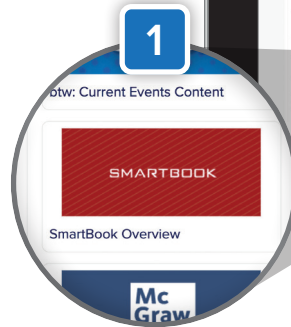 1
btw: Current Events Content
SMARTBOOK
SmartBook Overview
Mc
Graw